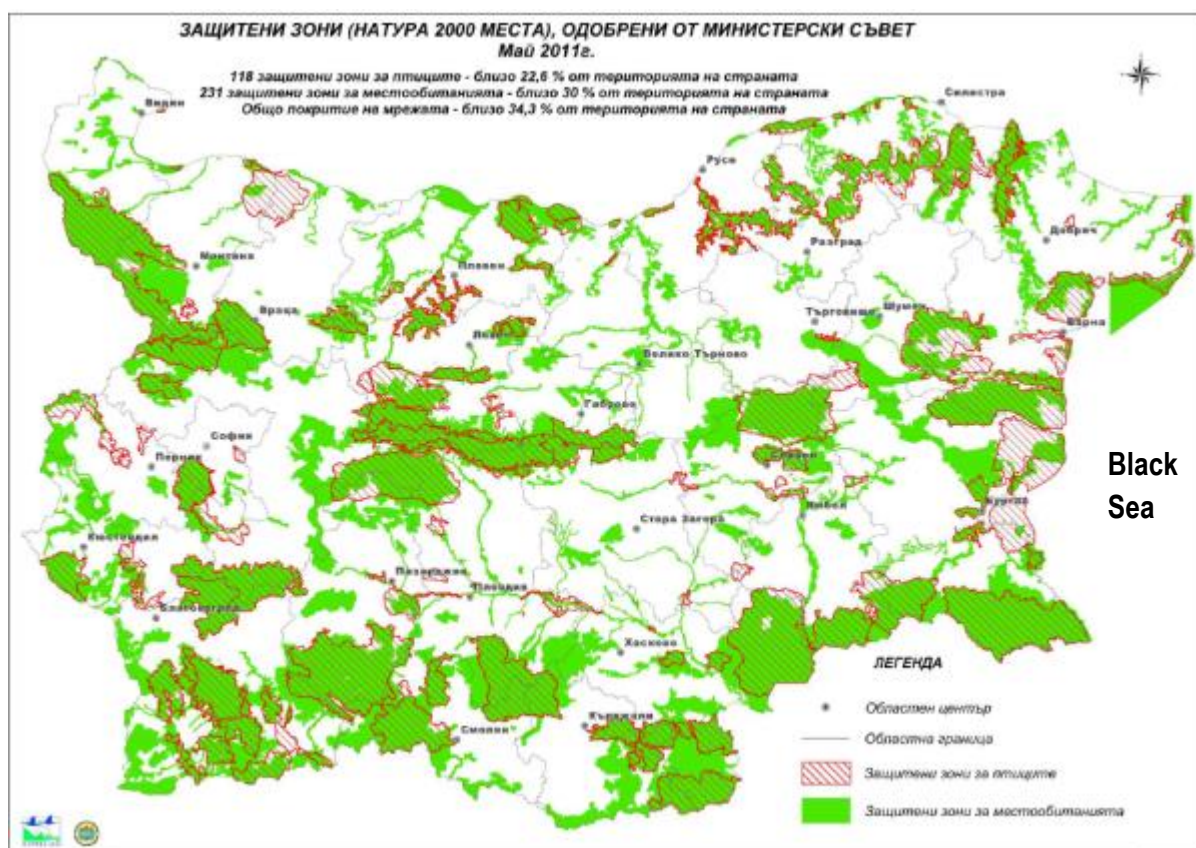 ЗАЩИТЕНИ ЗОНИ (НАТУРА 2000 МЕСТА), ОДОБРЕНИ ОТ МИНИСТЕРСКИ СЪВЕТ
Май 2011г.
118 защитени зони за птиците - близо 22,6 % от територията на страната
231 защитени зони за местообитанията - близо 30 % от територията на страната
Общо покритие на мрежата - близо 34,3 % от територията на страната
Видин
Силистра
Русе
Добрич
Разград
Монтана
Плевен
Враца
Търговище
Шумен
Варна
Ловеч
Велико Търново
Габрово
София
Перник
Сливен
Black
Sea
Бургас
Ямбол
Стара Загора
Кюстендил
Пазарджик
Пловдив
Благоевград
Хасково
Смолян
Кърджали
ЛЕГЕНДА
Областен център
Областна граница
Защитени зони за птиците
Защитени зони за местообитанията